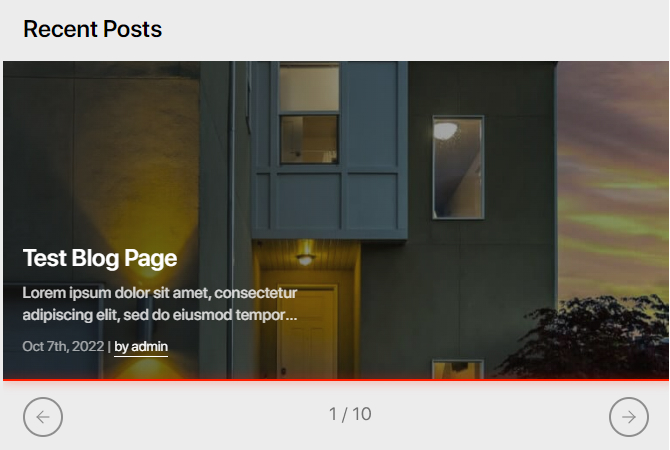 Recent Posts
Test Blog Page
Lorem ipsum dolor sit amet, consectetur
adipiscing elit, sed do eiusmod tempor...
Oct 7th, 2022 | by admin
1 / 10